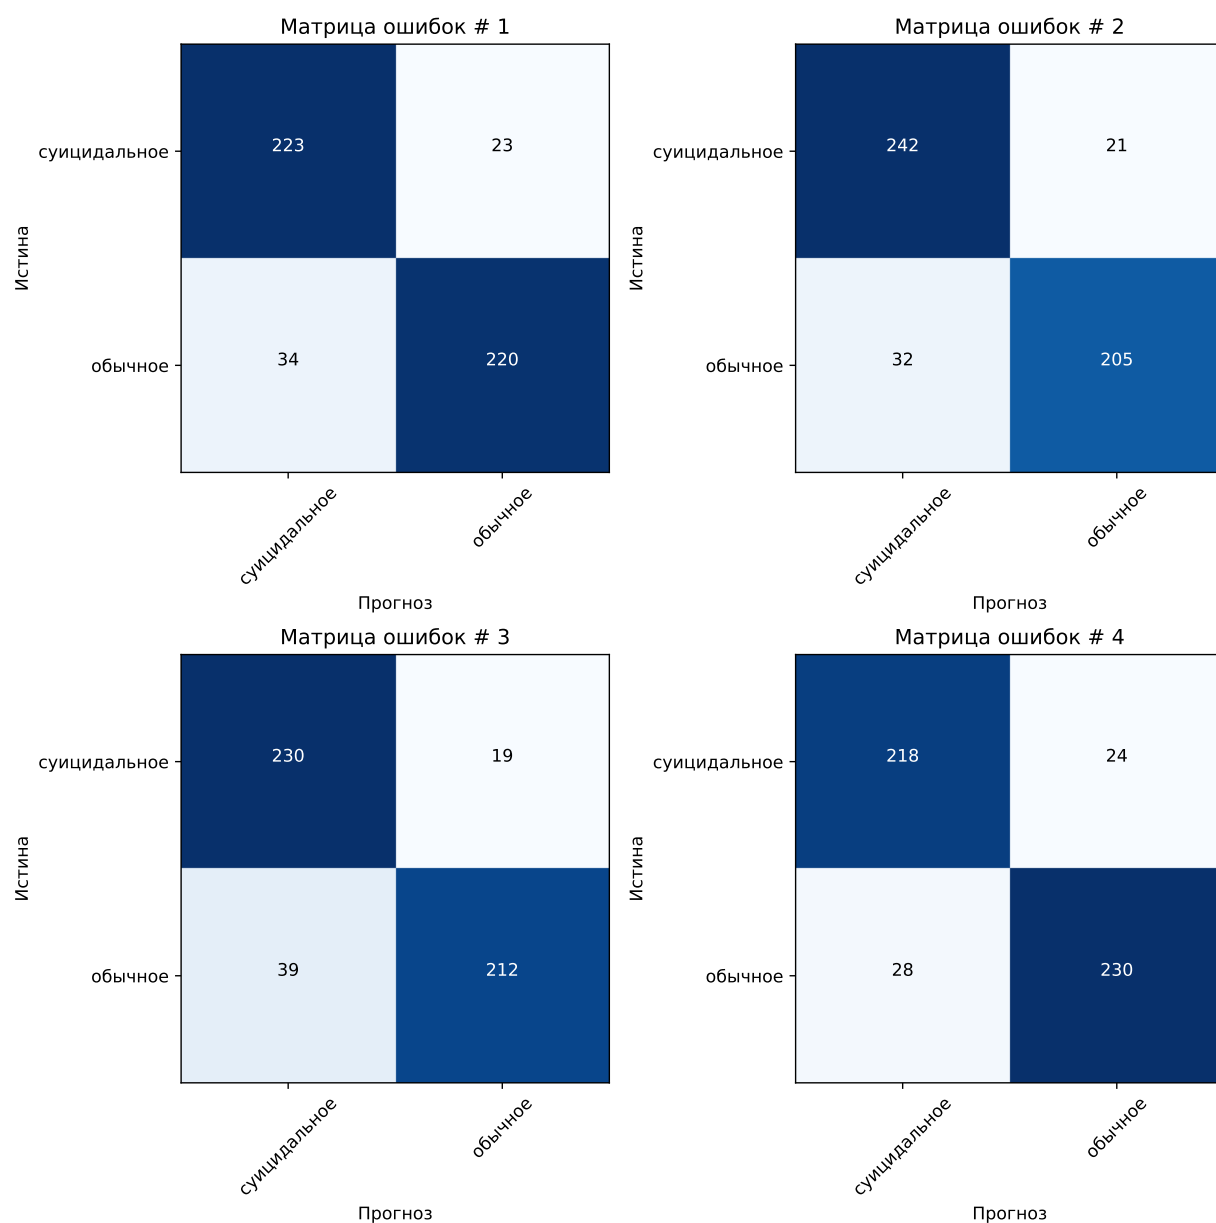 Матрица ошибок # 1
суицидальное
223
23
обычное
34
220
Истина
суицидальное
обычное
Прогноз
Матрица ошибок # 2
суицидальное
242
21
обычное
32
205
Истина
суицидальное
обычное
Прогноз
Матрица ошибок # 3
суицидальное
230
19
обычное
39
212
Истина
суицидальное
обычное
Прогноз
Матрица ошибок # 4
суицидальное
218
24
обычное
28
230
Истина
суицидальное
обычное
Прогноз